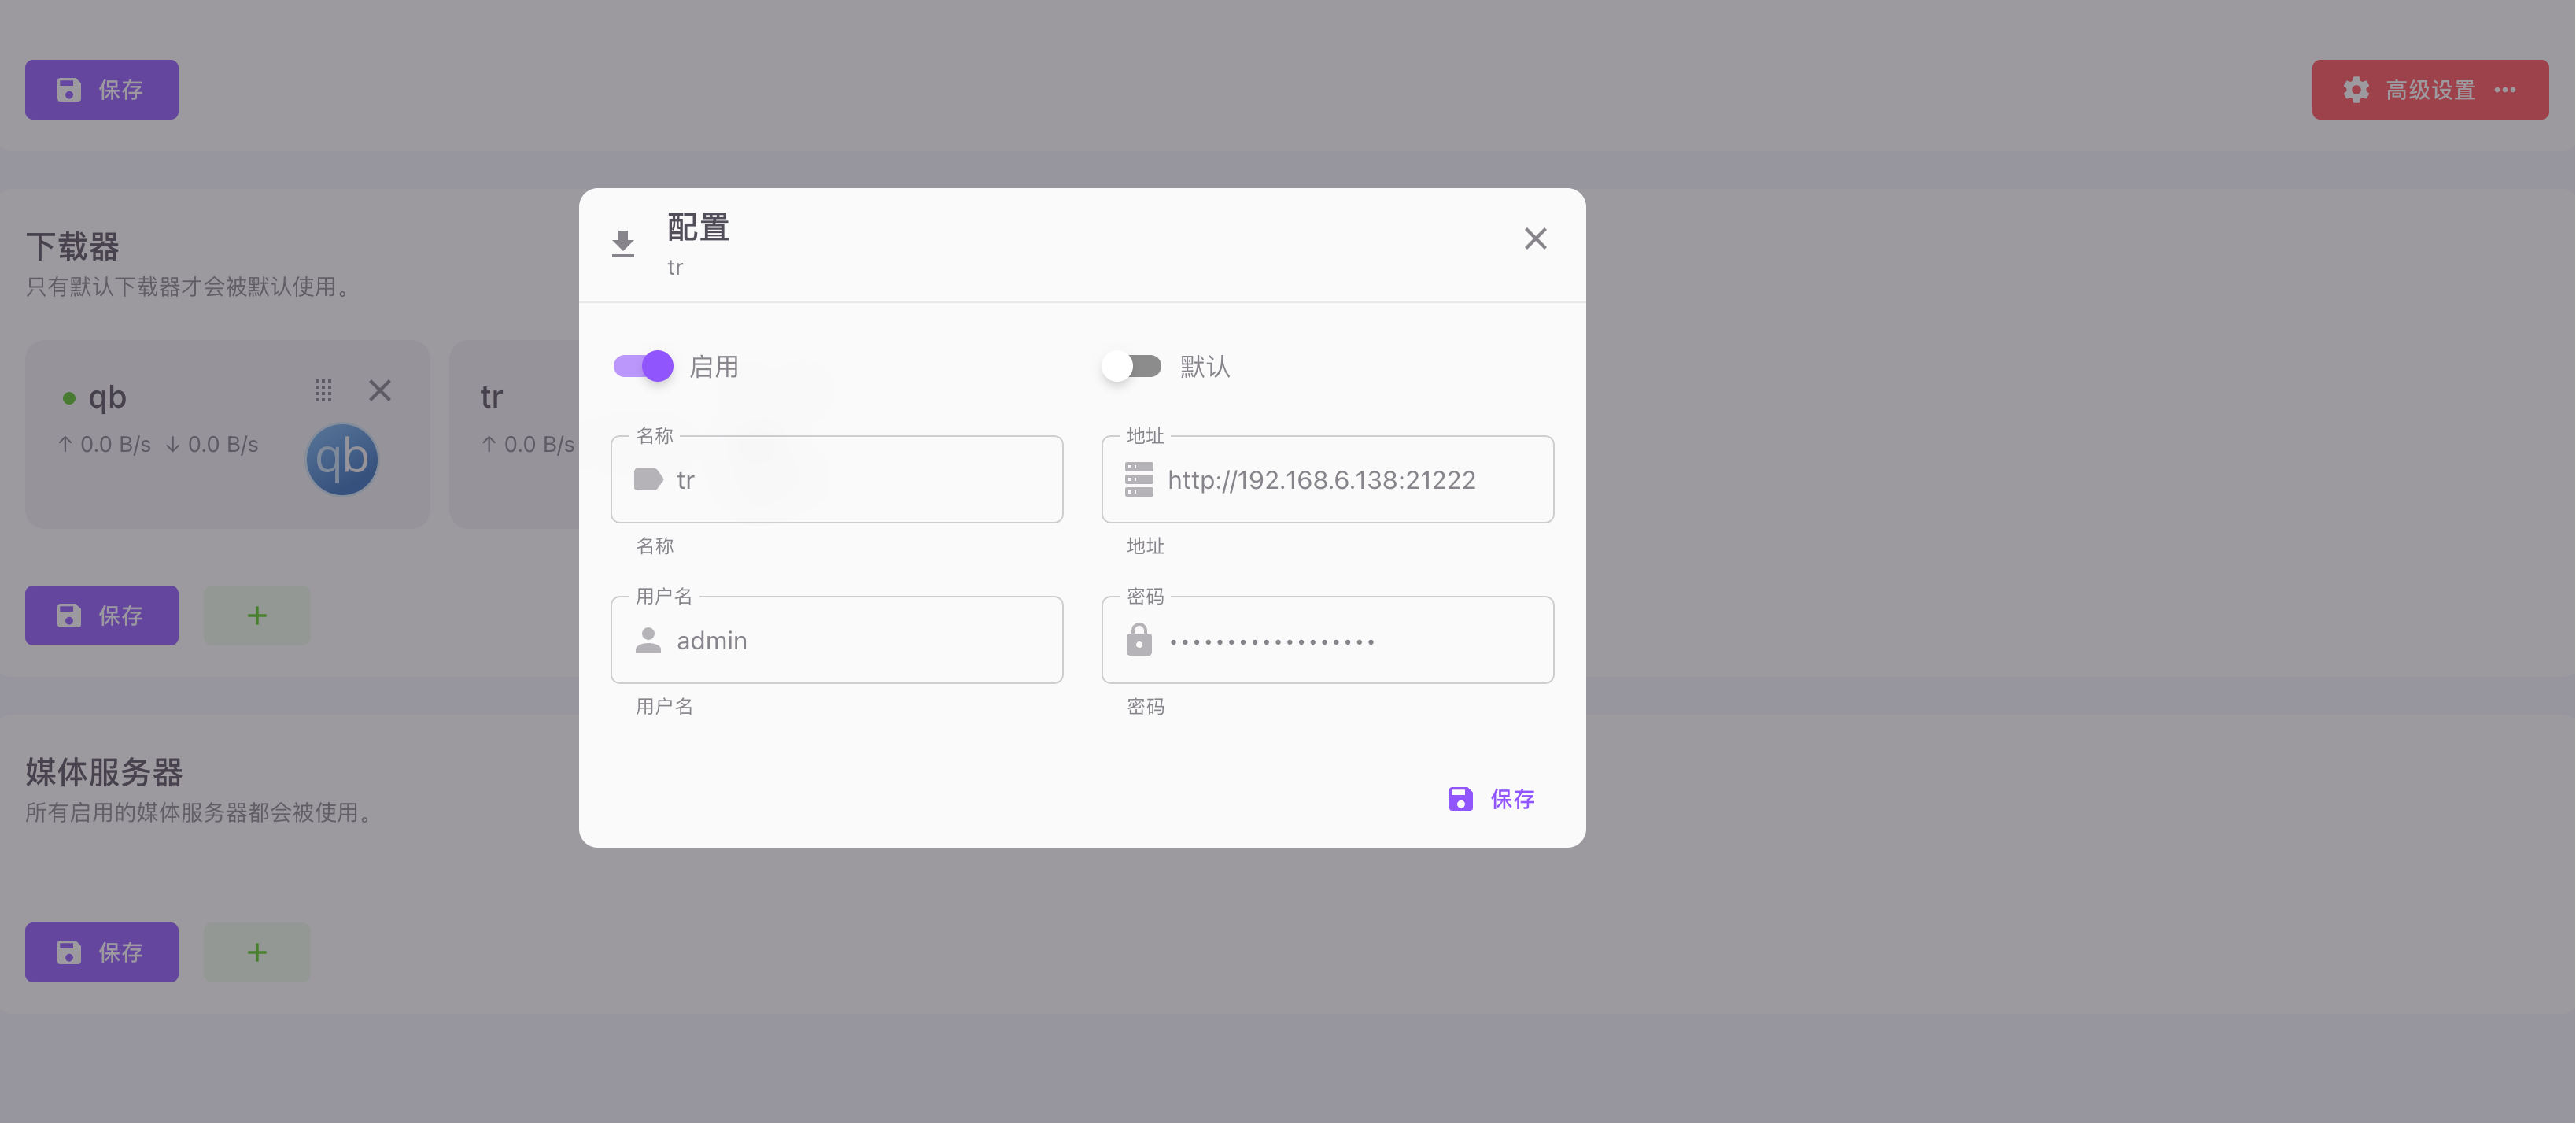 保存
高级设置 ···
下载器
只有默认下载器才会被默认使用。
qb
↑ 0.0 B/s ↓ 0.0 B/s
qb
tr
↑ 0.0 B/s
保存
+
媒体服务器
所有启用的媒体服务器都会被使用。
保存
+
配置
tr
启用
默认
名称
tr
名称
地址
http://192.168.6.138:21222
地址
用户名
admin
用户名
密码
··················
密码
保存